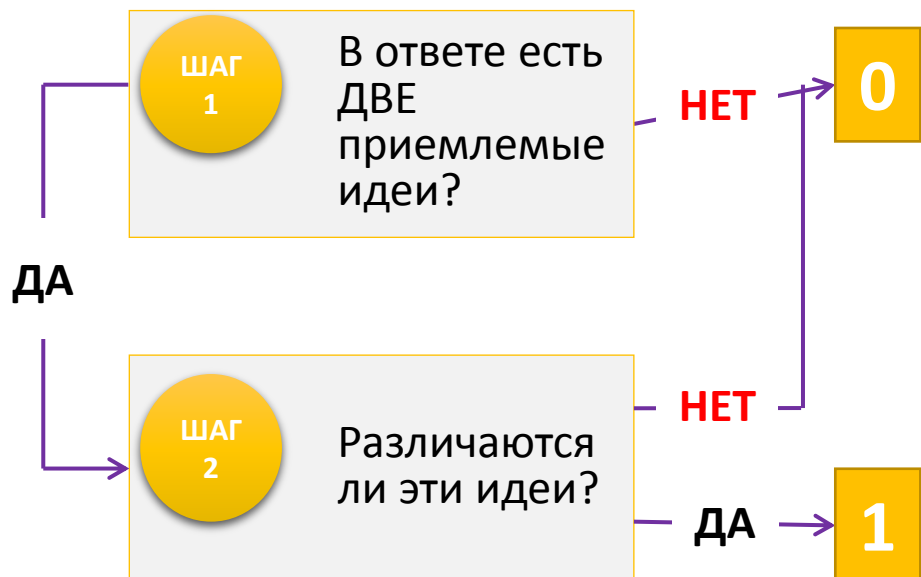 ШАГ
1
В ответе есть
ДВЕ
приемлемые
идеи?
НЕТ
0
ДА
ШАГ
2
Различаются
ли эти идеи?
НЕТ
ДА
1